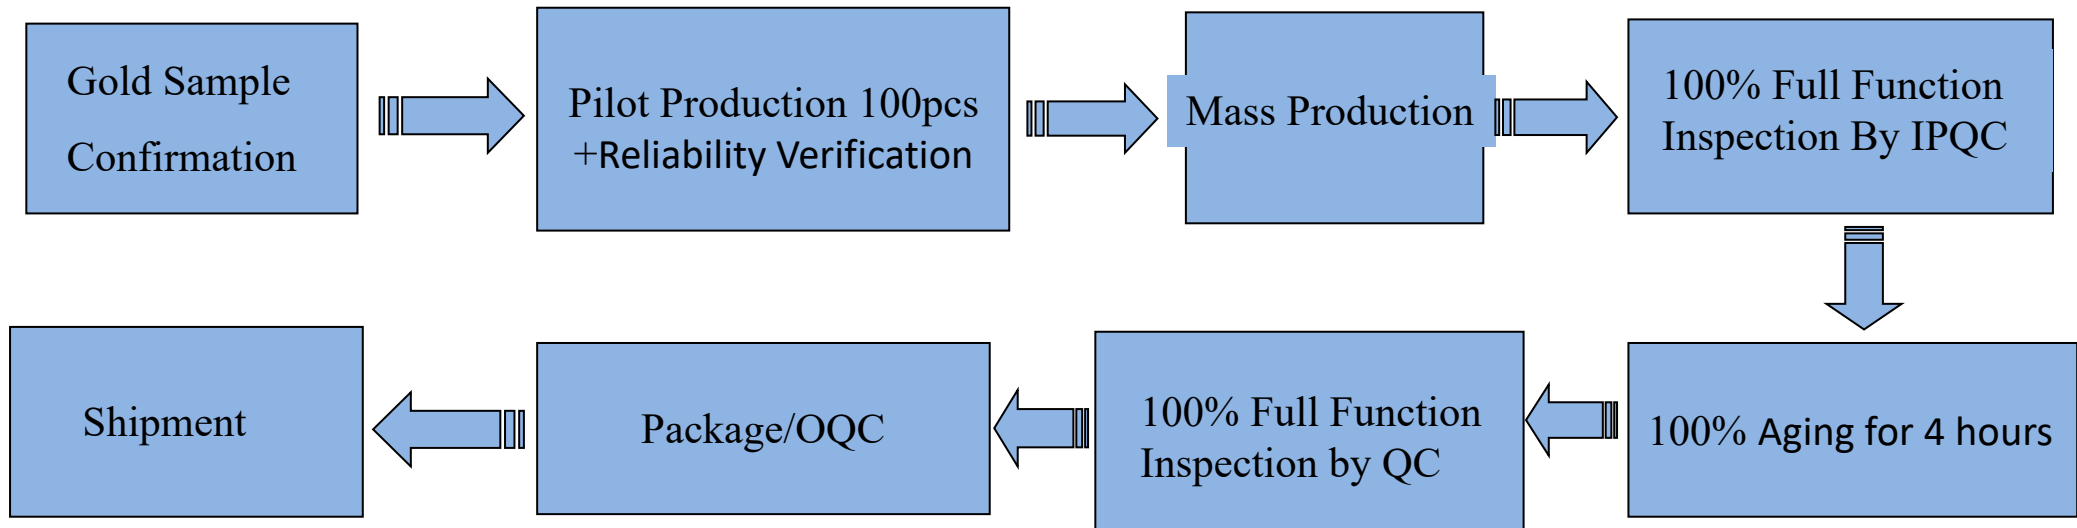 Gold Sample
Confirmation
Pilot Production 100pcs
+Reliability Verification
Mass Production
100% Full Function
Inspection By IPQC
100% Aging for 4 hours
100% Full Function
Inspection by QC
Package/OQC
Shipment